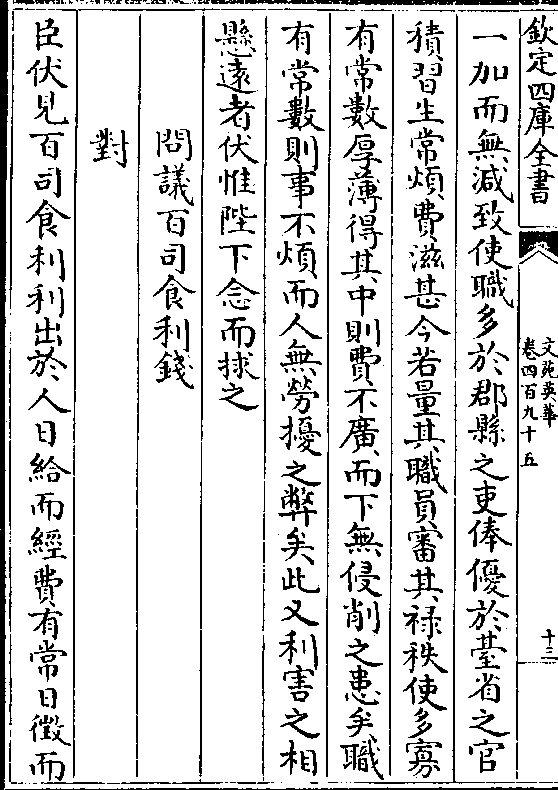 欽定四庫全書
文苑英華
卷四百九十五
十三
一加而無減致使職多於郡縣之吏俸優於臺省之官
積習生常煩費滋甚今若量其職員審其禄秩使多寡
有常數厚薄得其中則費不廣而下無侵削之患矣職
有常數則事不煩而人無勞擾之弊矣此又利害之相
懸遠者伏惟陛下念而捄之
問議百司食利錢
對
臣伏見百司食利利出於人日給而經費有常日徵而